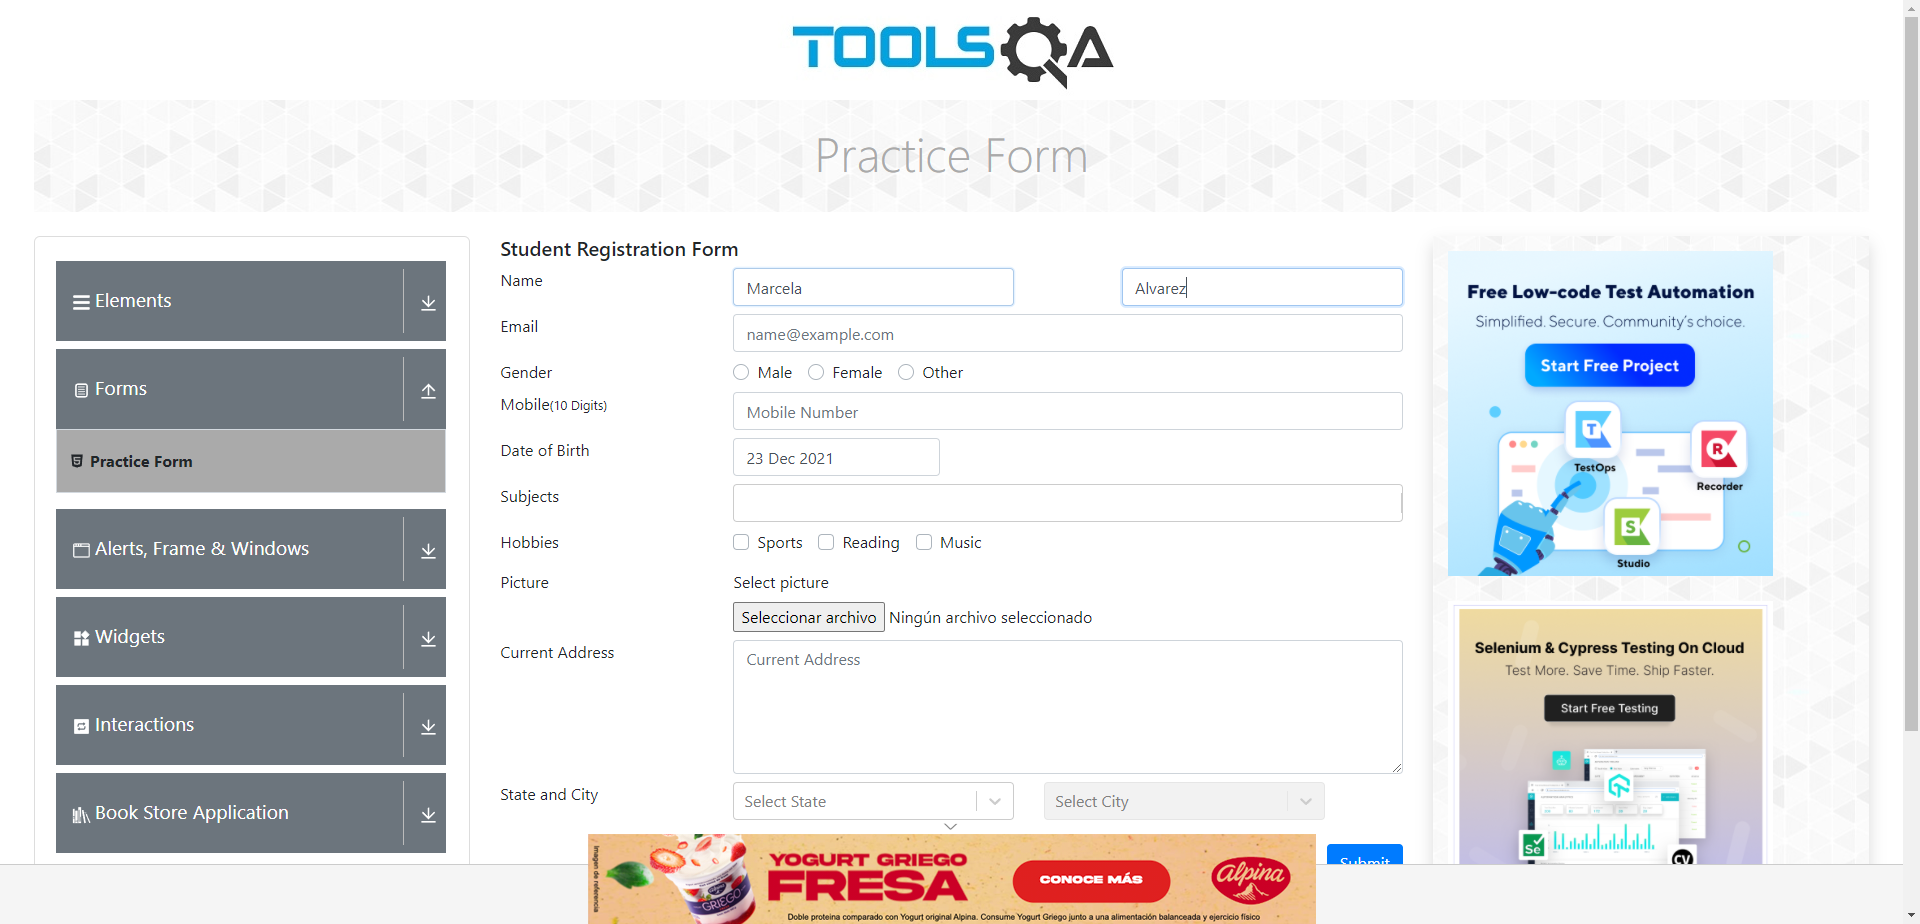 TOOLSQA
Practice Form
Elements
Forms
Practice Form
Alerts, Frame & Windows
Widgets
Interactions
Book Store Application
Student Registration Form
Name
Marcela
Alvarez
Email
name@example.com
Gender
Male
Female
Other
Mobile(10 Digits)
Mobile Number
Date of Birth
23 Dec 2021
Subjects
Hobbies
Sports
Reading
Music
Picture
Select picture
Seleccionar archivo Ningún archivo seleccionado
Current Address
Current Address
State and City
Select State
Select City
Submit
Free Low-code Test Automation
Simplified. Secure. Community's choice.
Start Free Project
T
TestOps
R
Recorder
S
Studio
Selenium & Cypress Testing On Cloud
Test More. Save Time. Ship Faster.
Start Free Testing
Se
CV
Imagen de referencia
GRIEGO
YOGURT GRIEGO
FRESA
CONOCE MÁS
Alpina
Doble proteina comparado con Yogurt original Alpina. Consume Yogurt Griego junto a una alimentación balanceada y ejercicio físico